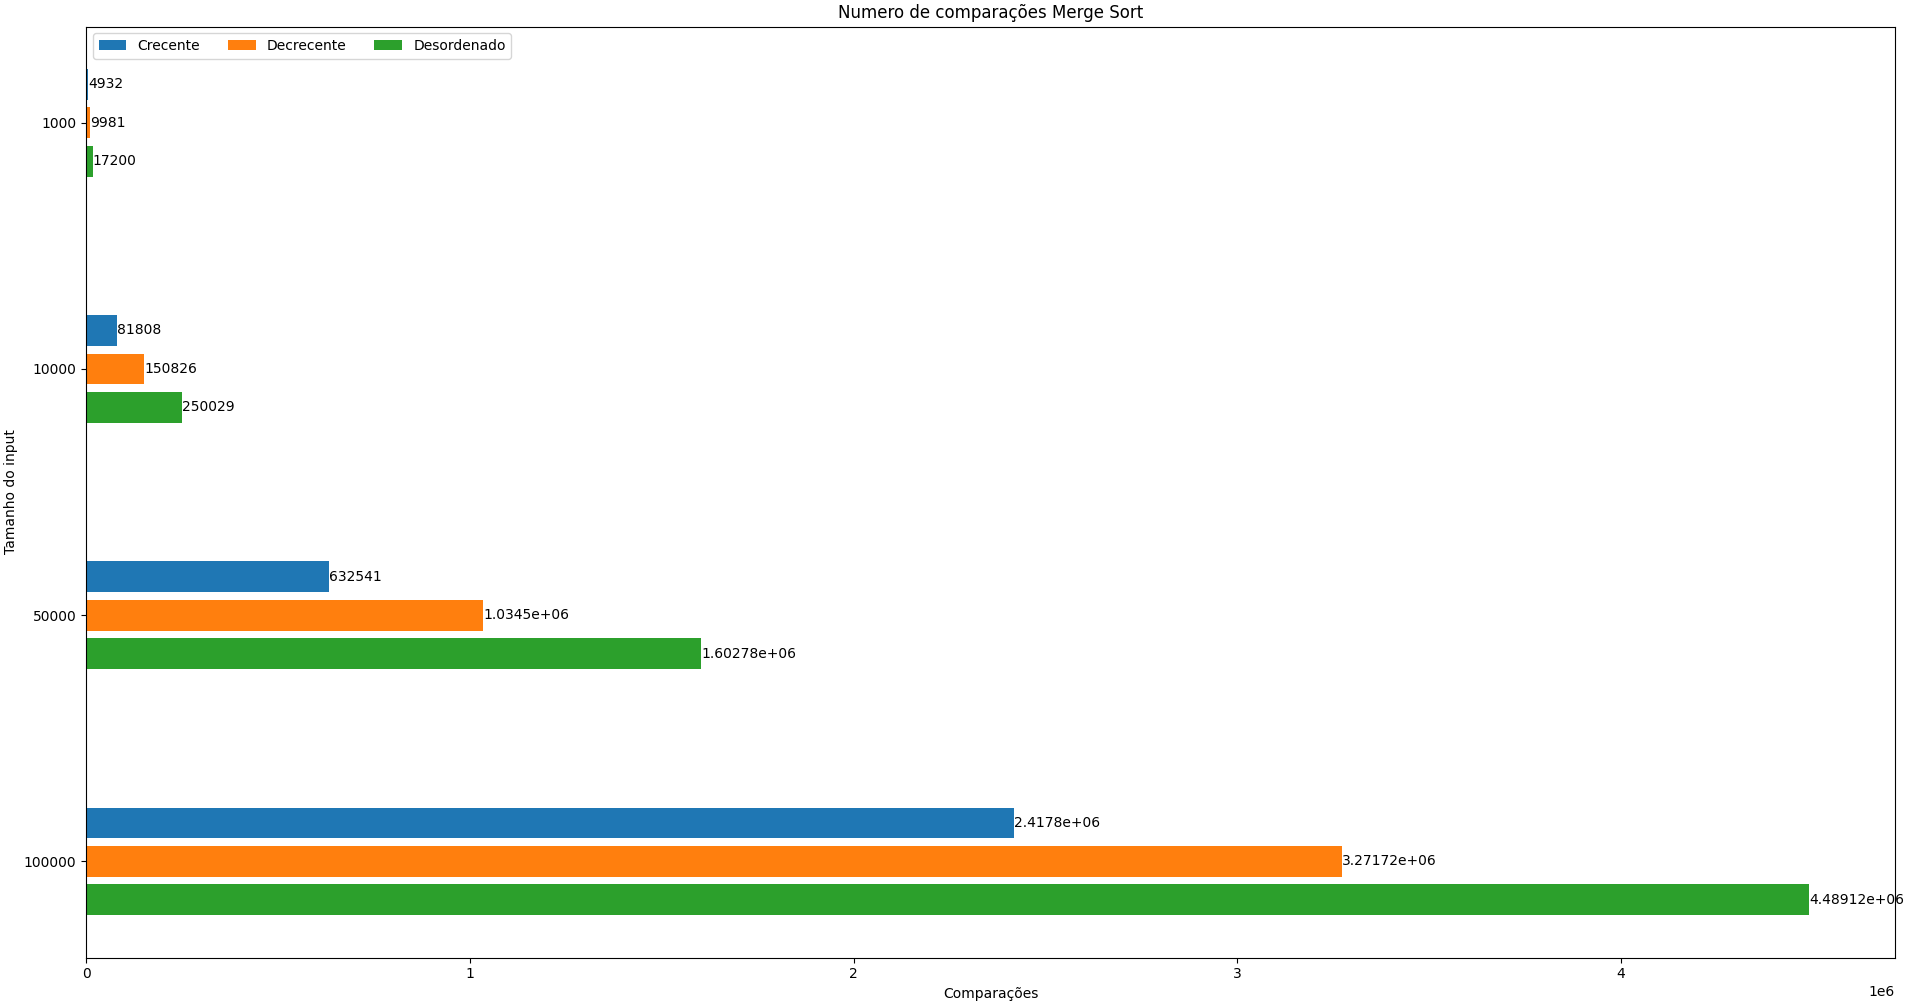 Numero de comparações Merge Sort
Crecente Decrecente Desordenado
4932
1000 9981
17200
81808
10000 150826
250029
Tamanho do input
632541
50000 1.0345e+06
1.60278e+06
2.4178e+06
100000 3.27172e+06
4.48912e+06
0 1 2 3 4
Comparações 1e6